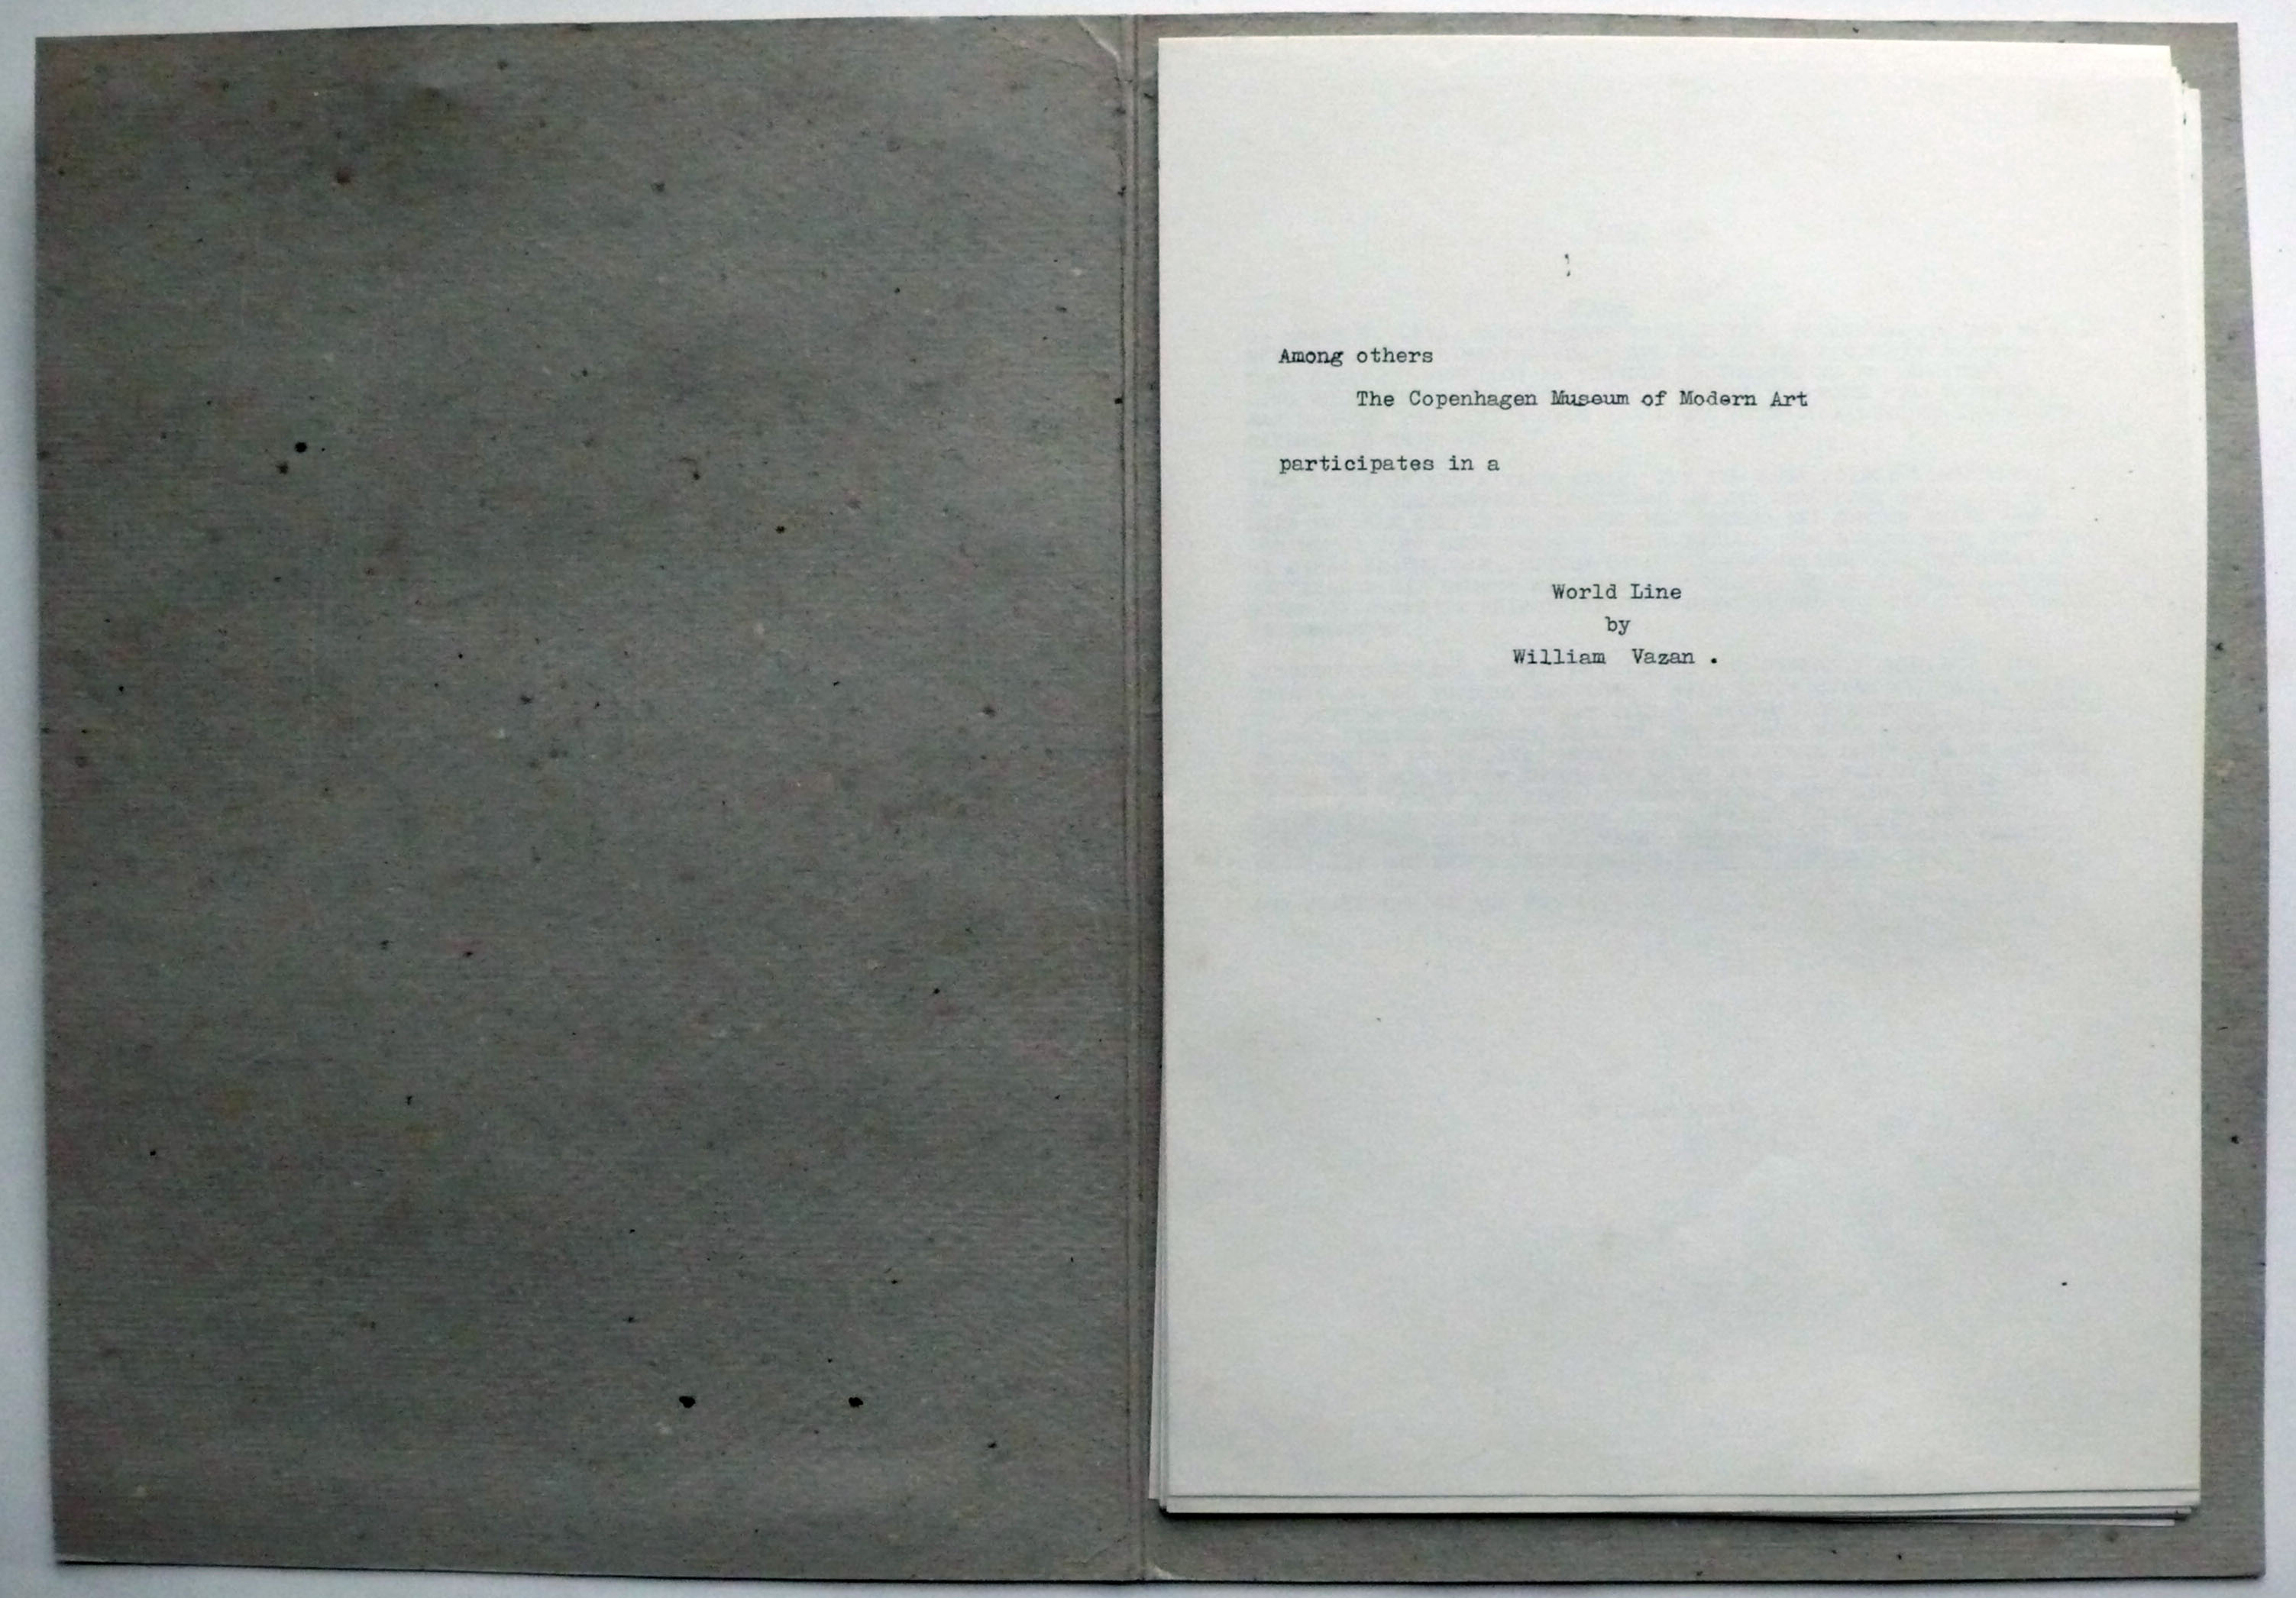 Among others
The Copenhagen Museum of Modern Art
participates in a
World Line
by
William Vazan .